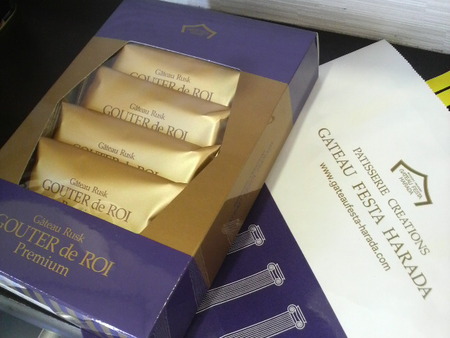 Gâteau Rusk
GOUTER de ROI
Gâteau Rusk
GOUTER de ROI
Gâteau Rusk
GOUTER de ROI
Gâteau Rusk
GOUTER de ROI
Gâteau Rusk
GOUTER de ROI
Premium
PATISSERIE CREATIONS
GATEAU FESTA HARADA
www.gateaufesta-harada.com